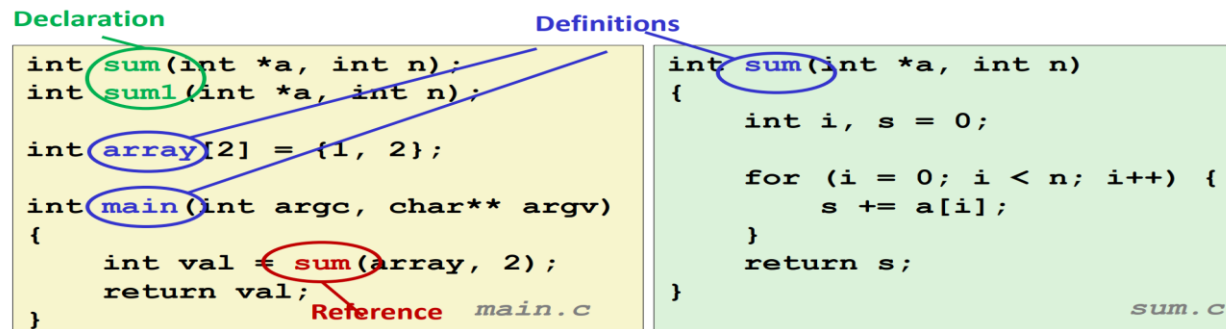 Declaration
Definitions
int sum(int *a, int n);
int sum1(int *a, int n);
int array[2] = {1, 2};
int main(int argc, char** argv)
{
int val = sum(array, 2);
return val;
}
Reference
main.c
int sum(int *a, int n)
{
int i, s = 0;
for (i = 0; i < n; i++) {
s += a[i];
}
return s;
}
sum.c